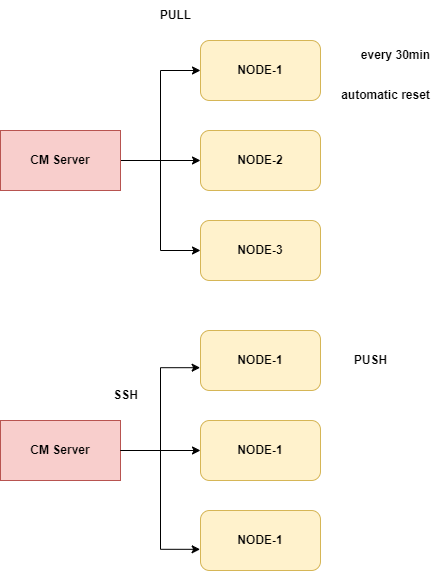 PULL
NODE-1
every 30min
automatic reset
CM Server
NODE-2
NODE-3
NODE-1
PUSH
SSH
CM Server
NODE-1
NODE-1